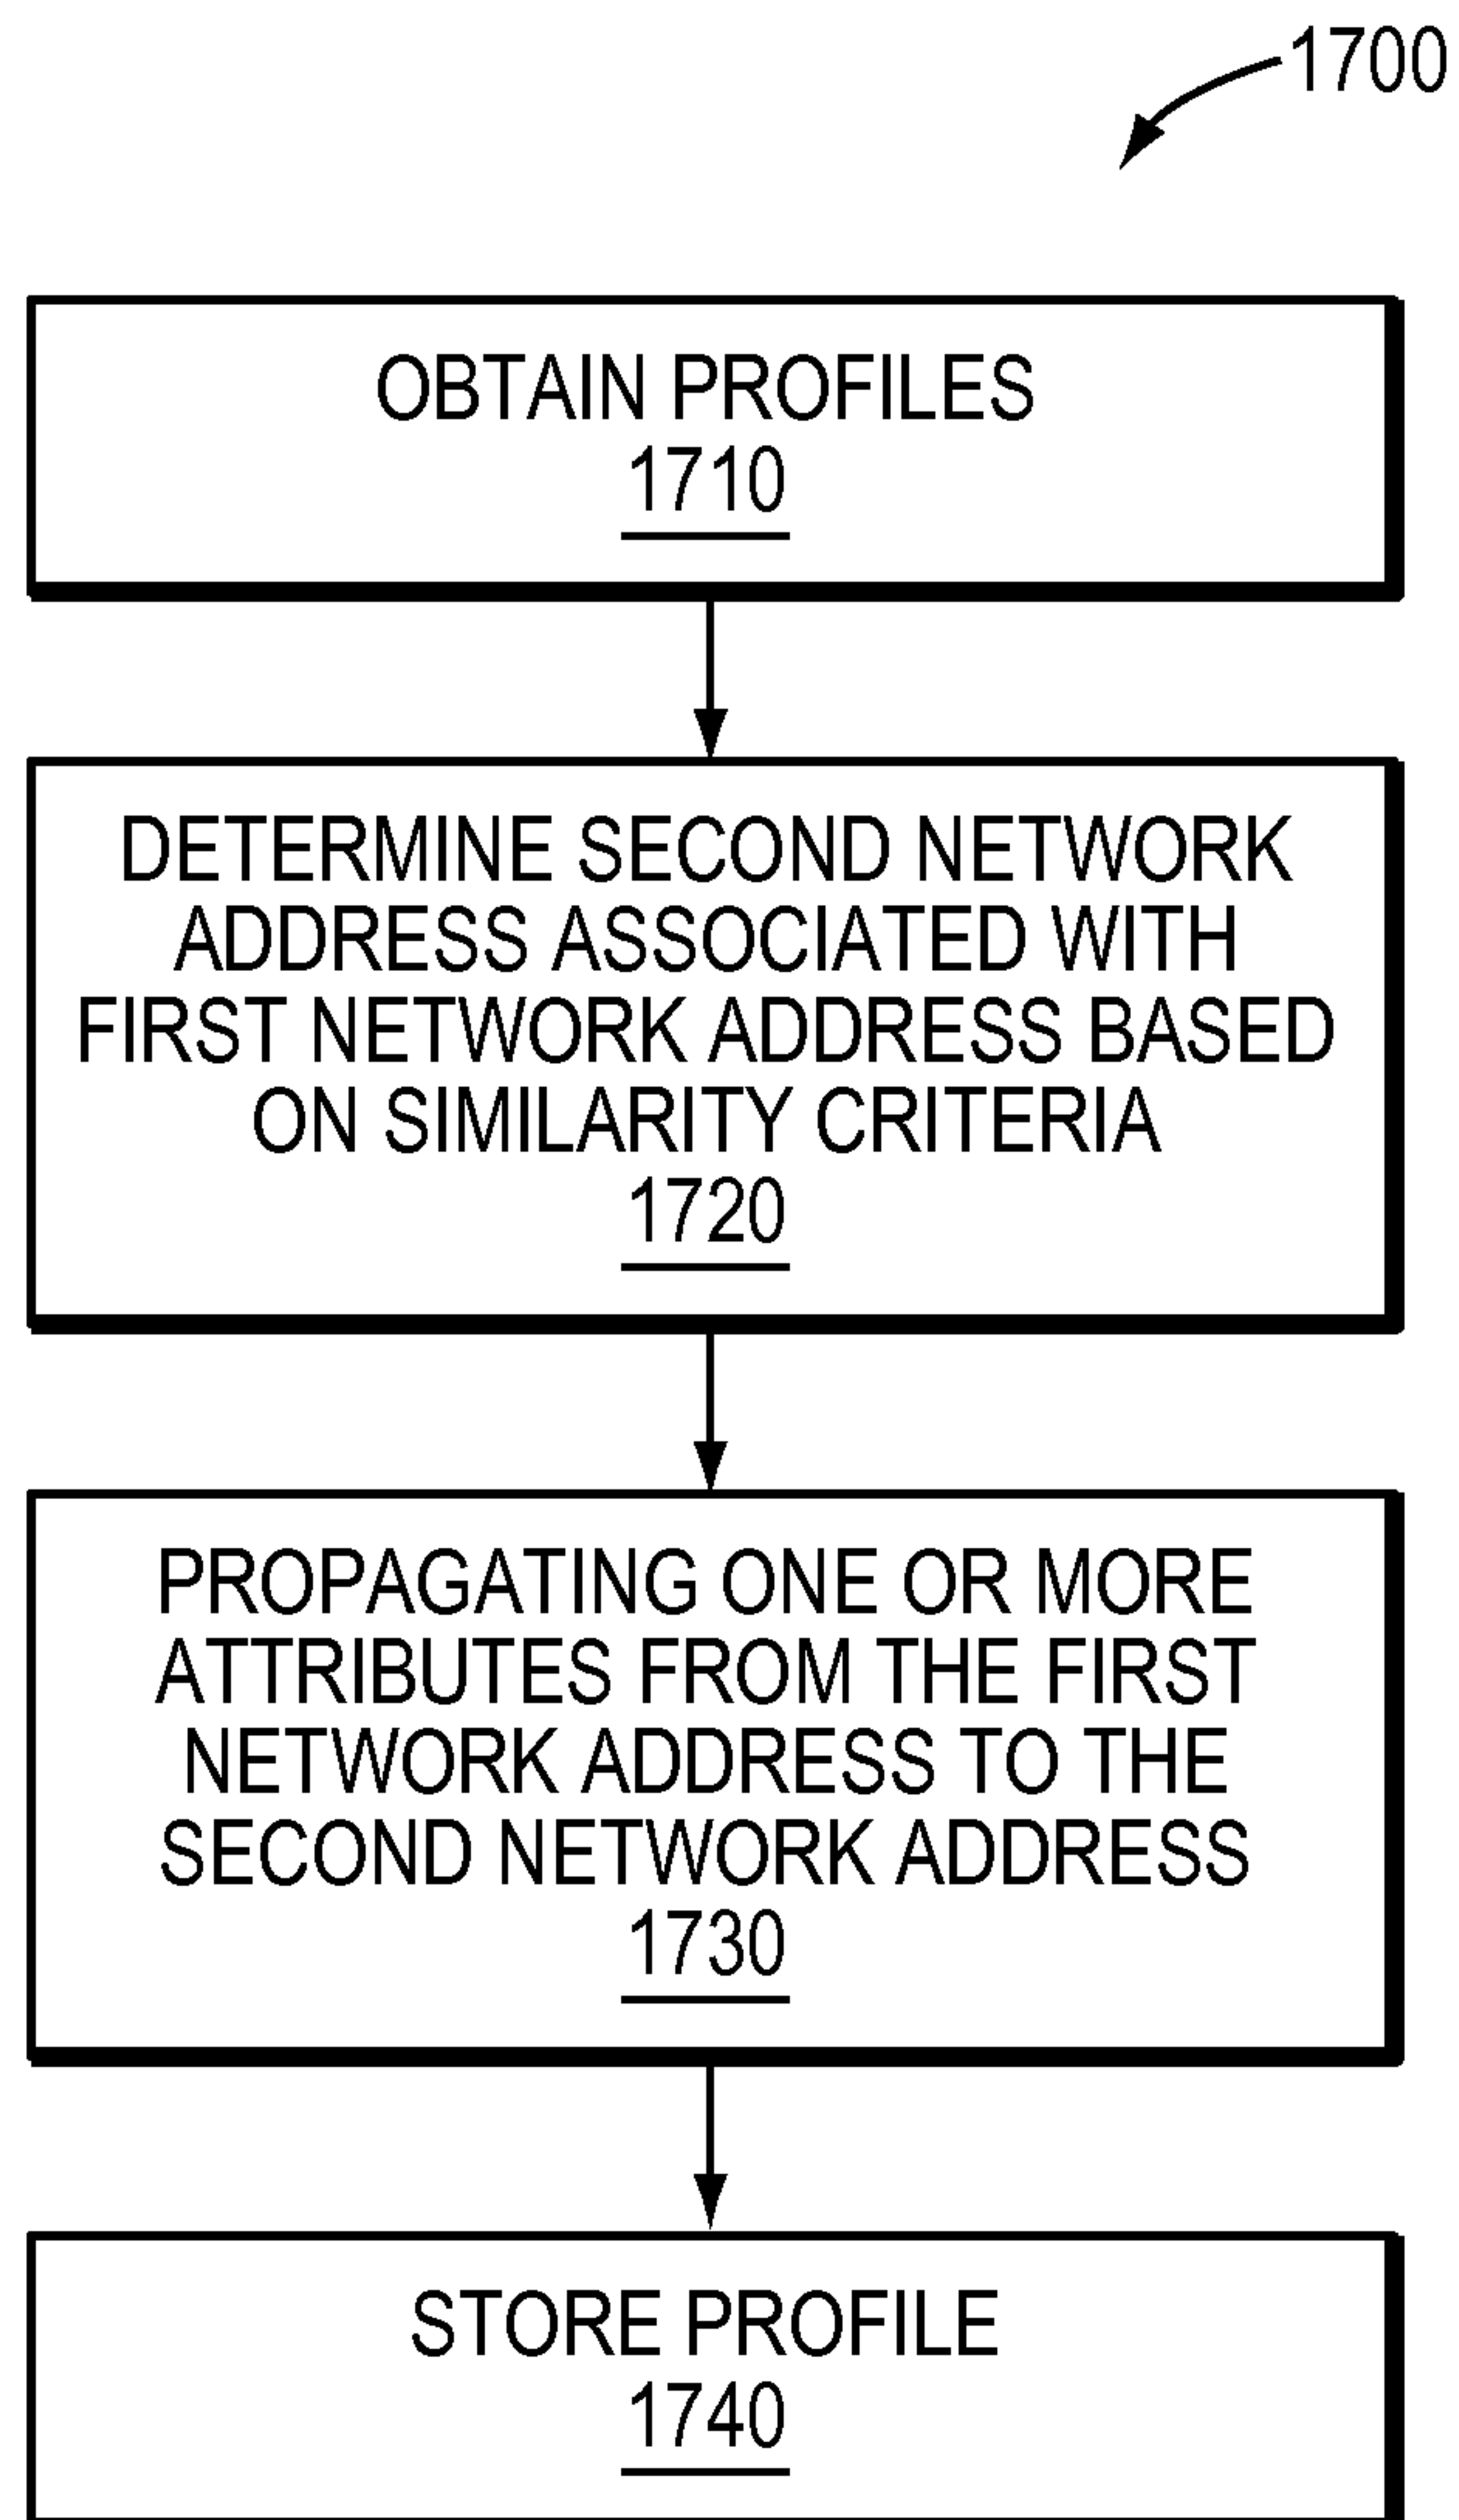 1700
OBTAIN PROFILES
1710
DETERMINE SECOND NETWORK
ADDRESS ASSOCIATED WITH
FIRST NETWORK ADDRESS BASED
ON SIMILARITY CRITERIA
1720
PROPAGATING ONE OR MORE
ATTRIBUTES FROM THE FIRST
NETWORK ADDRESS TO THE
SECOND NETWORK ADDRESS
1730
STORE PROFILE
1740